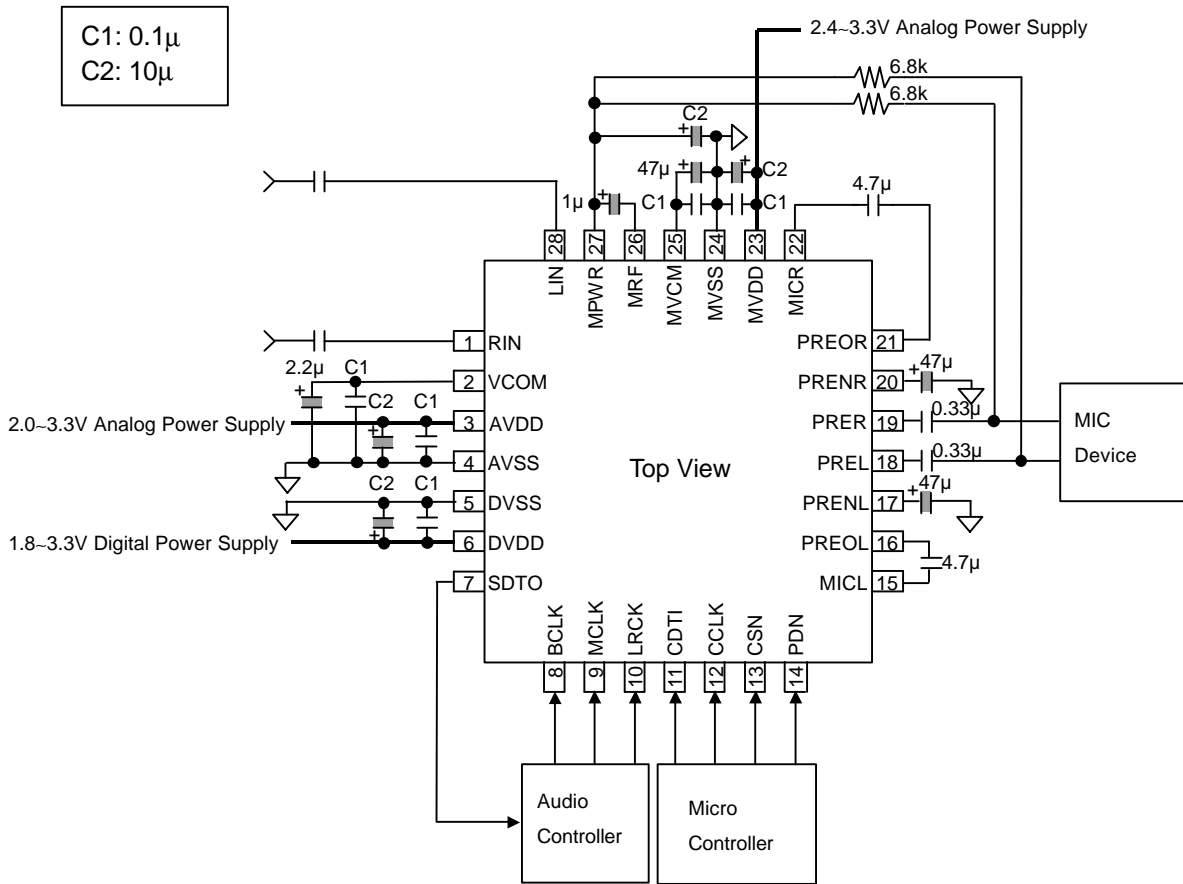 C1: 0.1μ
C2: 10μ
2.4~3.3V Analog Power Supply
6.8k
6.8k
C2
+
47μ
+
+
C2
4.7μ
1μ
+
C1
C1
28
27
26
25
24
23
22
LIN
MPWR
MRF
MVCM
MVSS
MVDD
MICR
1
RIN
2.2μ
C1
+
2
VCOM
C2
C1
2.0~3.3V Analog Power Supply
3
AVDD
+
4
AVSS
C2
C1
5
DVSS
1.8~3.3V Digital Power Supply
+
6
DVDD
7
SDTO
Top View
PREOR
21
PRENR
20
+
47μ
PRER
19
0.33μ
PREL
18
0.33μ
PRENL
17
+
47μ
PREOL
16
4.7μ
MICL
15
MIC
Device
BCLK
MCLK
LRCK
CDTI
CCLK
CSN
PDN
8
9
10
11
12
13
14
Audio
Controller
Micro
Controller